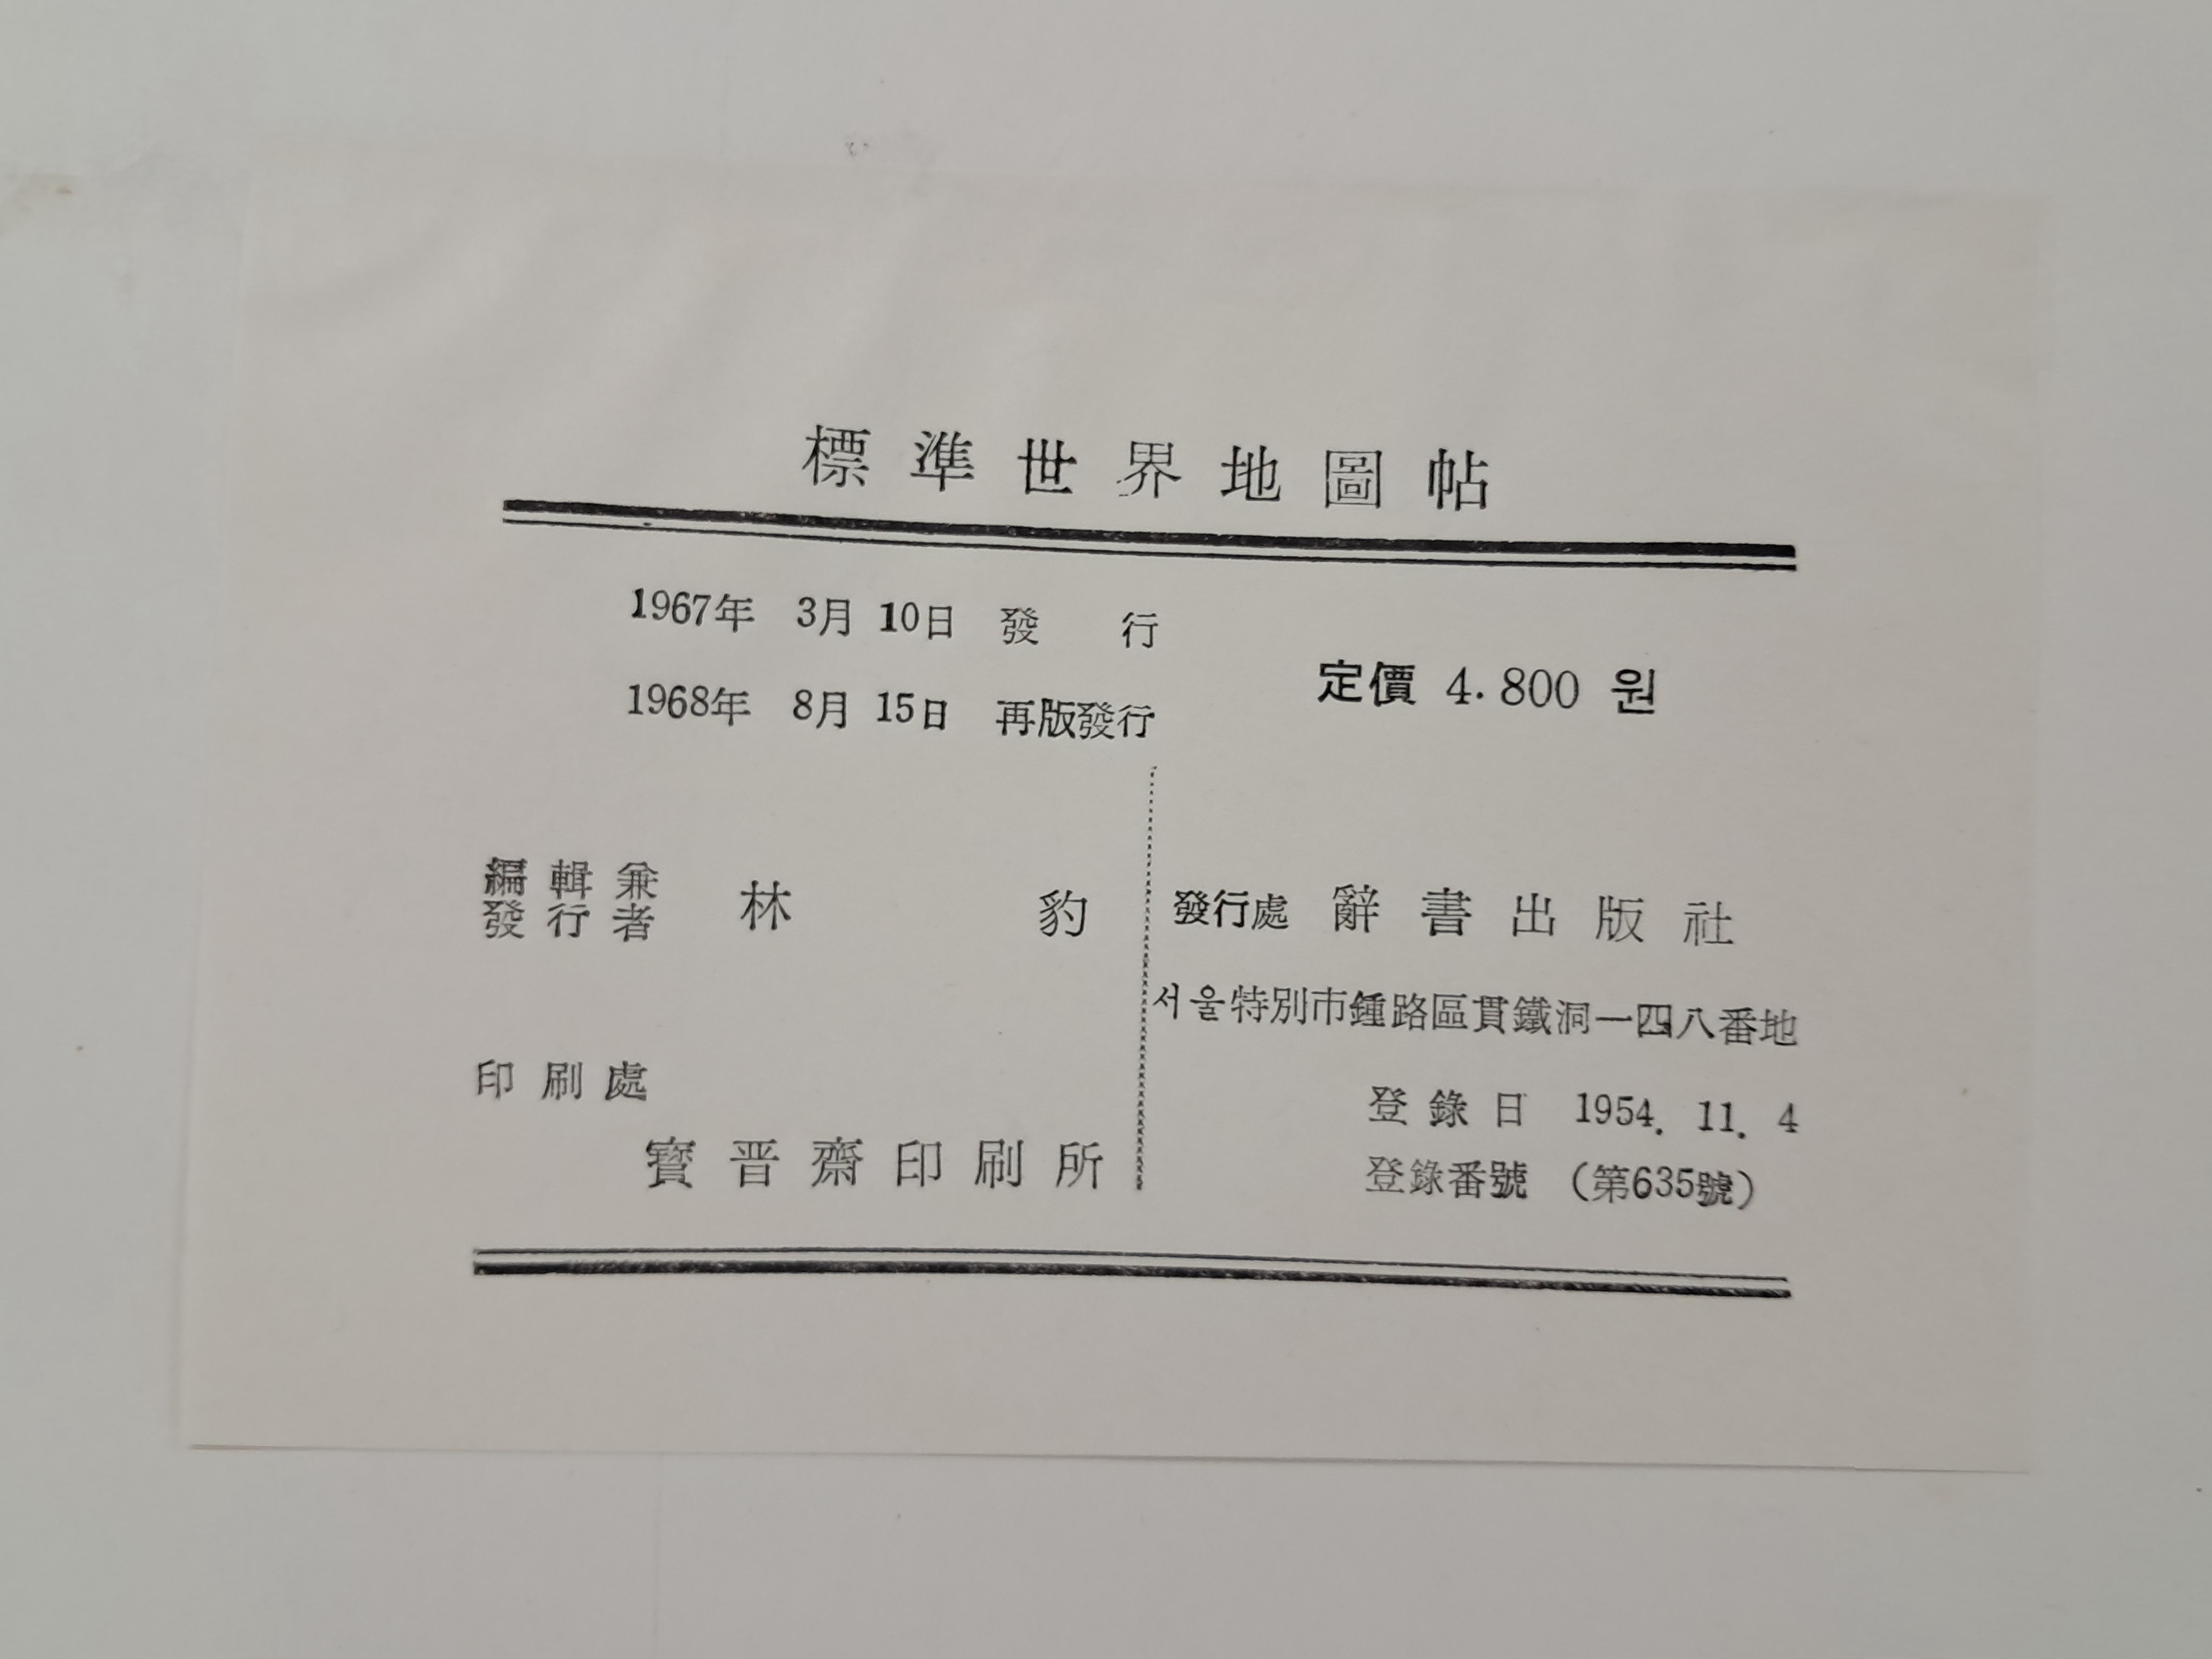 標準世界地圖帖
1967年 3月 10日 發 行
1968年 8月 15日 再版發行
定價 4.800 원
編輯兼
發行者
林 豹
印刷處
寶晋齋印刷所
發行處 辭書出版社
서울特別市鍾路區貫鐵洞一四八番地
登錄日 1954. 11. 4
登錄番號 (第635號)